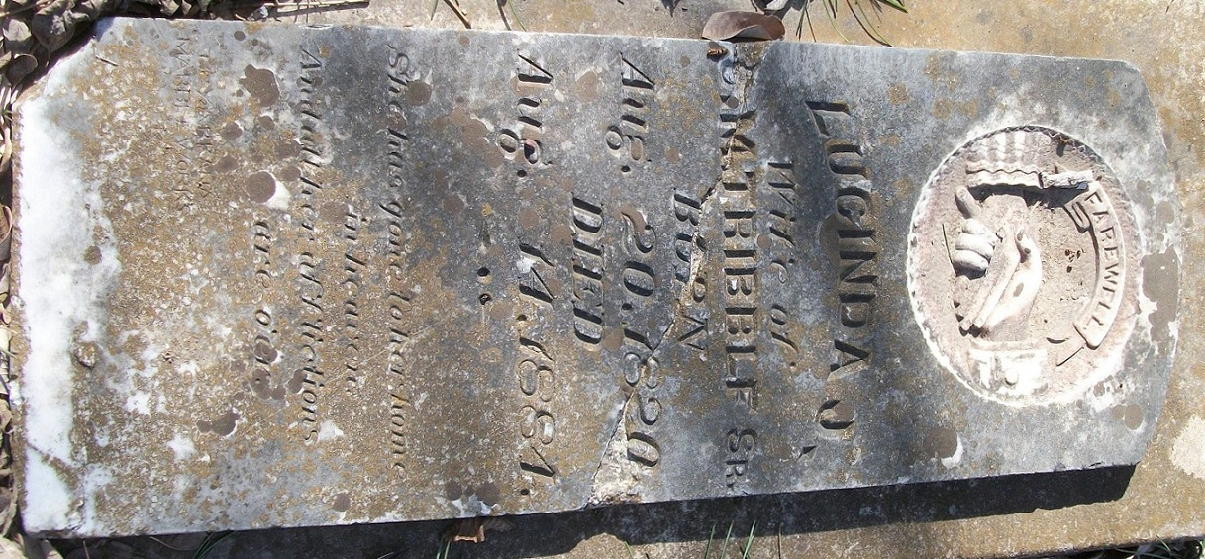 FAREWELL
LUCINDA Q.
Wife of
S.M. TRIBBLE SR.
BORN
Aug. 20. 1820
DIED
Aug. 14. 1881.
She has gone to her home
in heaven
And all her afflictions
are o'er